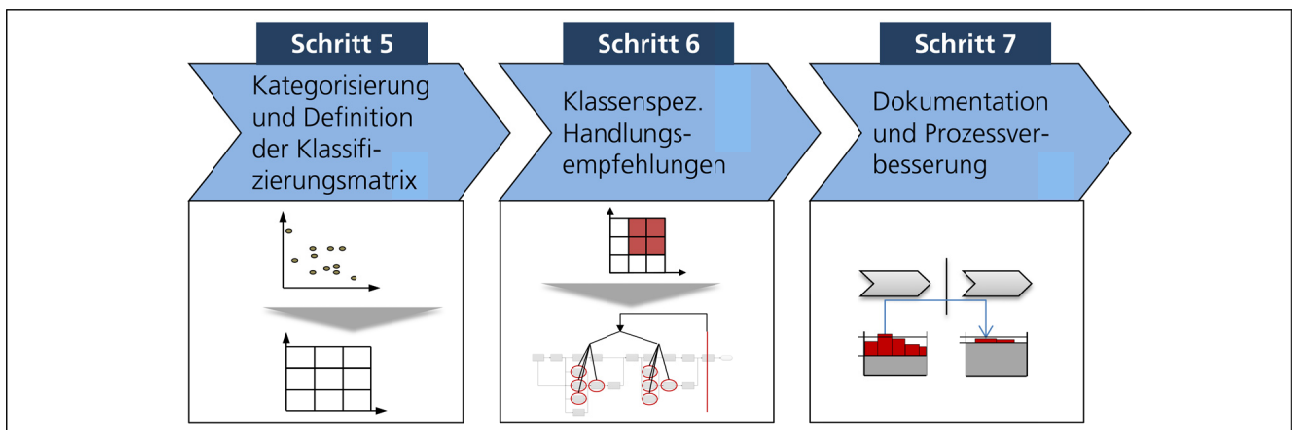 Schritt 5
Kategorisierung
und Definition
der Klassifi-
zierungsmatrix
Schritt 6
Klassenspez.
Handlungs-
empfehlungen
Schritt 7
Dokumentation
und Prozessver-
besserung